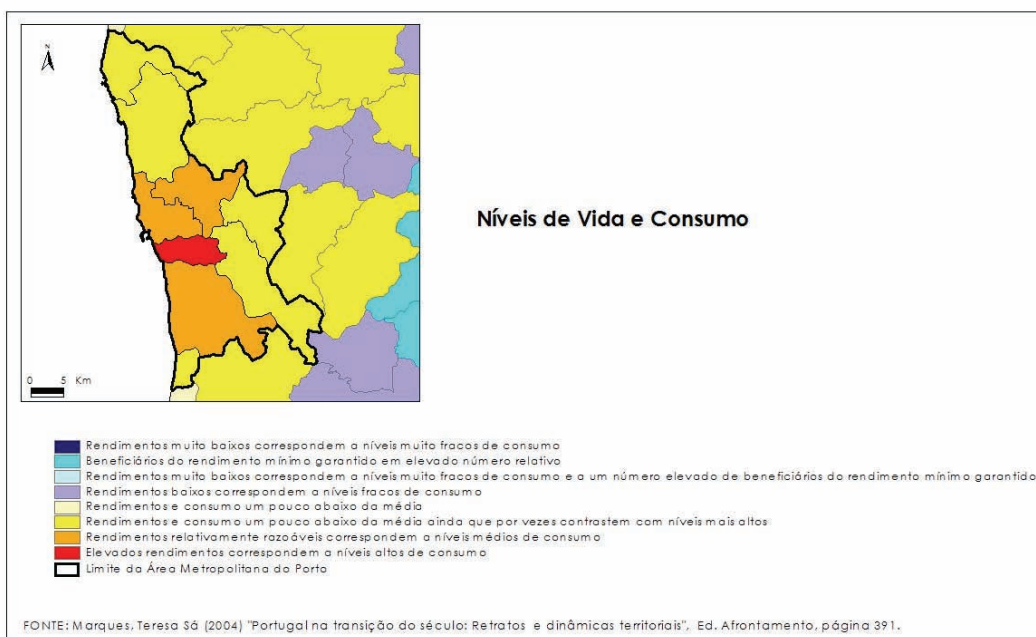 N
Níveis de Vida e Consumo
0 5 Km
Rendimentos muito baixos correspondem a níveis muito fracos de consumo
Beneficiários do rendimento mínimo garantido em elevado número relativo
Rendimentos muito baixos correspondem a níveis muito fracos de consumo e a um número elevado de beneficiários do rendimento mínimo garantido
Rendimentos baixos correspondem a níveis fracos de consumo
Rendimentos e consumo um pouco abaixo da média
Rendimentos e consumo um pouco abaixo da média ainda que por vezes contrastem com níveis mais altos
Rendimentos relativamente razoáveis correspondem a níveis médios de consumo
Elevados rendimentos correspondem a níveis altos de consumo
Limite da Área Metropolitana do Porto
FONTE: Marques, Teresa Sá (2004) "Portugal na transição do século: Retratos e dinâmicas territoriais", Ed. Afrontamento, página 391.